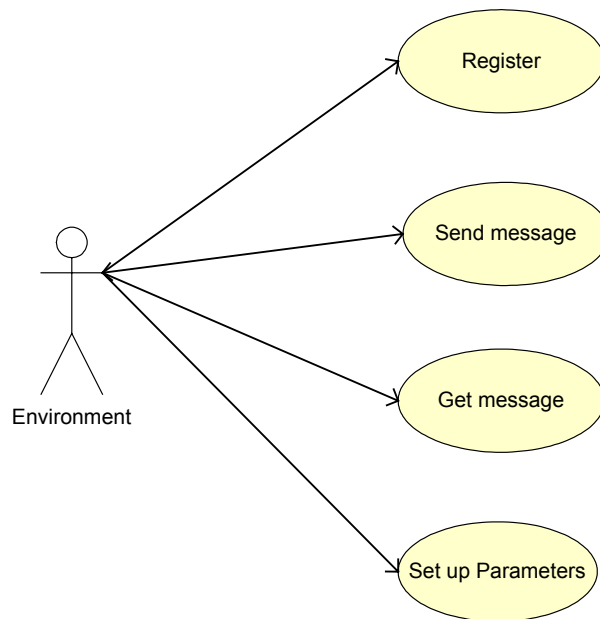 Register
Send message
Get message
Environment
Set up Parameters